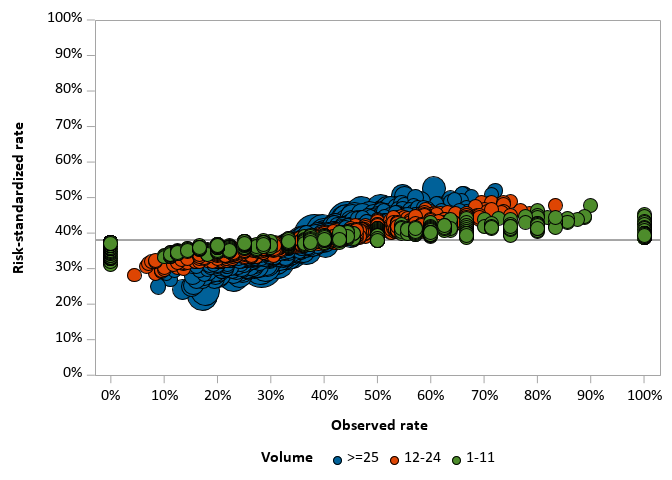 100%
90%
80%
70%
60%
50%
40%
30%
20%
10%
0%
Risk-standardized rate
0% 10% 20% 30% 40% 50% 60% 70% 80% 90% 100%
Observed rate
Volume >=25 12-24 1-11